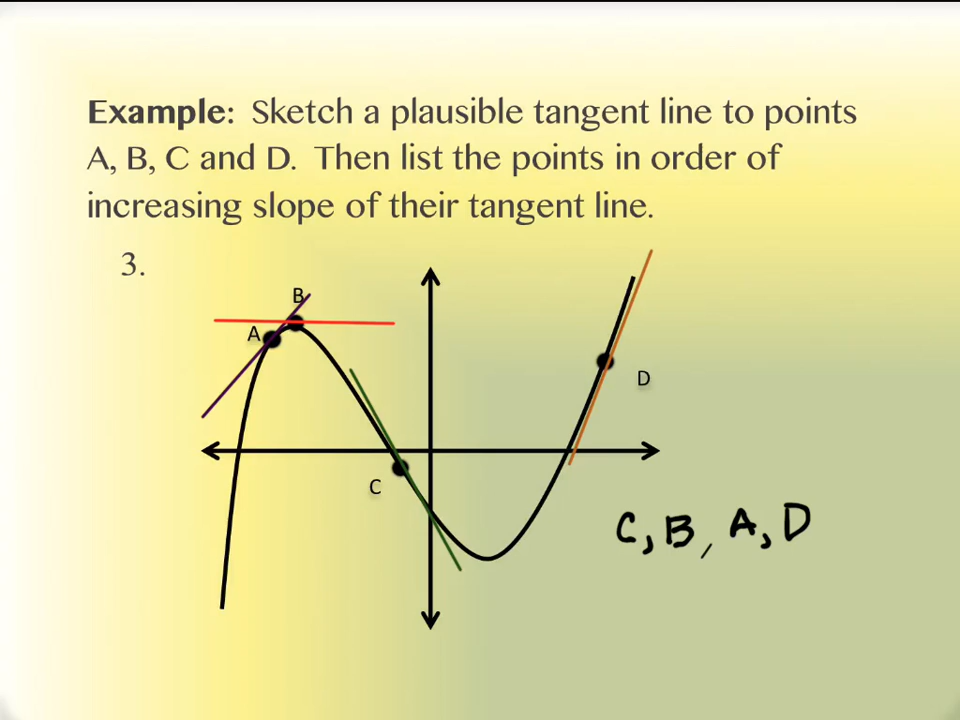 Example: Sketch a plausible tangent line to points
A, B, C and D. Then list the points in order of
increasing slope of their tangent line.
3.
B
A
D
C
C, B, A, D